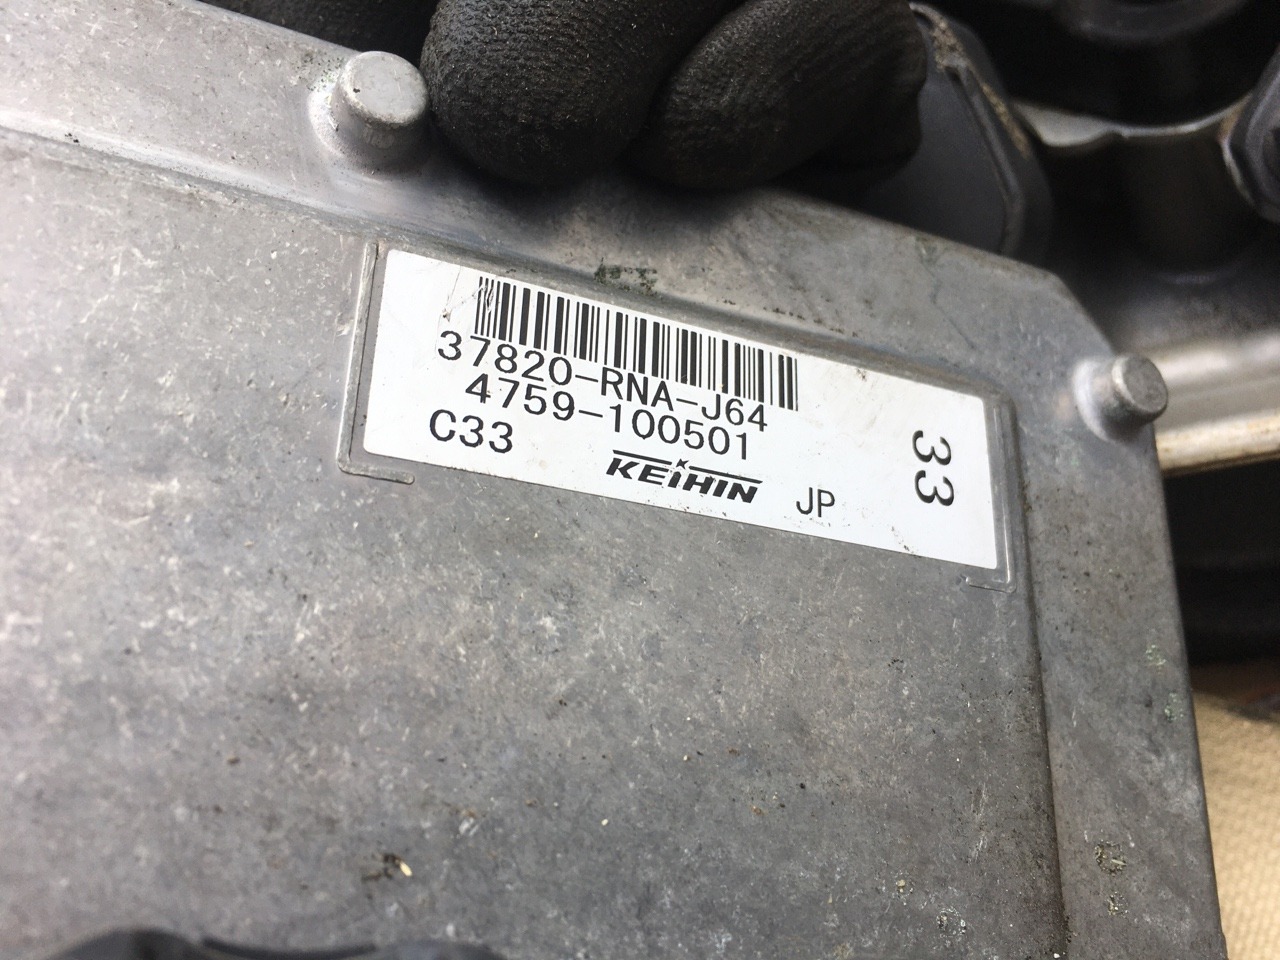 37820-RNA-J64
4759-100501
C33
KEIHIN
JP
33